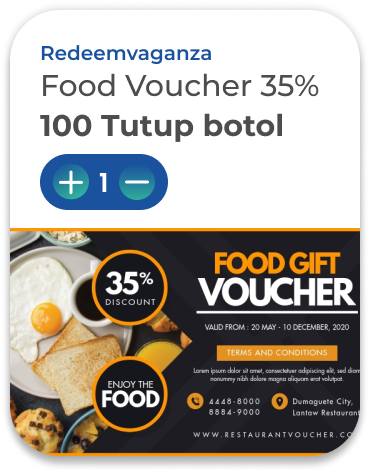 Redeemvaganza
Food Voucher 35%
100 Tutup botol
1
35%
DISCOUNT
ENJOY THE
FOOD
FOOD GIFT
VOUCHER
VALID FROM : 20 MAY - 10 DECEMBER, 2020
TERMS AND CONDITIONS
Lorem ipsum dolor sit amet, consectetuer adipiscing elit, sed diam
nonummy nibh dolor ididunt magna aliquam erat volutpat.
4448-8000
8884-9000
Dumaguete City,
Lantaw Restaurant
WWW.RESTAURANTVOUCHER.CO